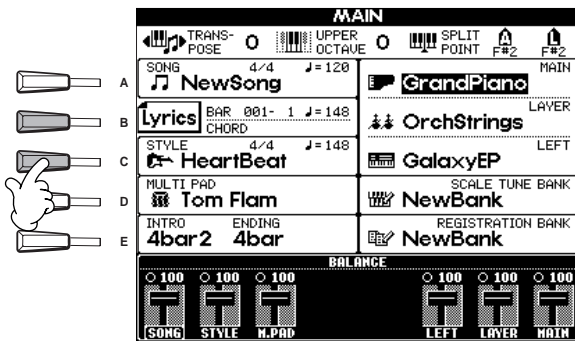 MAIN
TRANS-POSE 0 UPPER OCTAVE 0 SPLIT POINT A F#2 L F#2
A
SONG 4/4 ♩=120
NewSong
MAIN
GrandPiano
B
Lyrics BAR 001- 1 ♩=148
CHORD
LAYER
OrchStrings
C
STYLE 4/4 ♩=148
HeartBeat
LEFT
GalaxyEP
D
MULTI PAD
Tom Flam
SCALE TUNE BANK
NewBank
E
INTRO ENDING
4bar2 4bar
REGISTRATION BANK
NewBank
BALANCE
100 100 100 100 100 100
SONG STYLE M.PAD LEFT LAYER MAIN